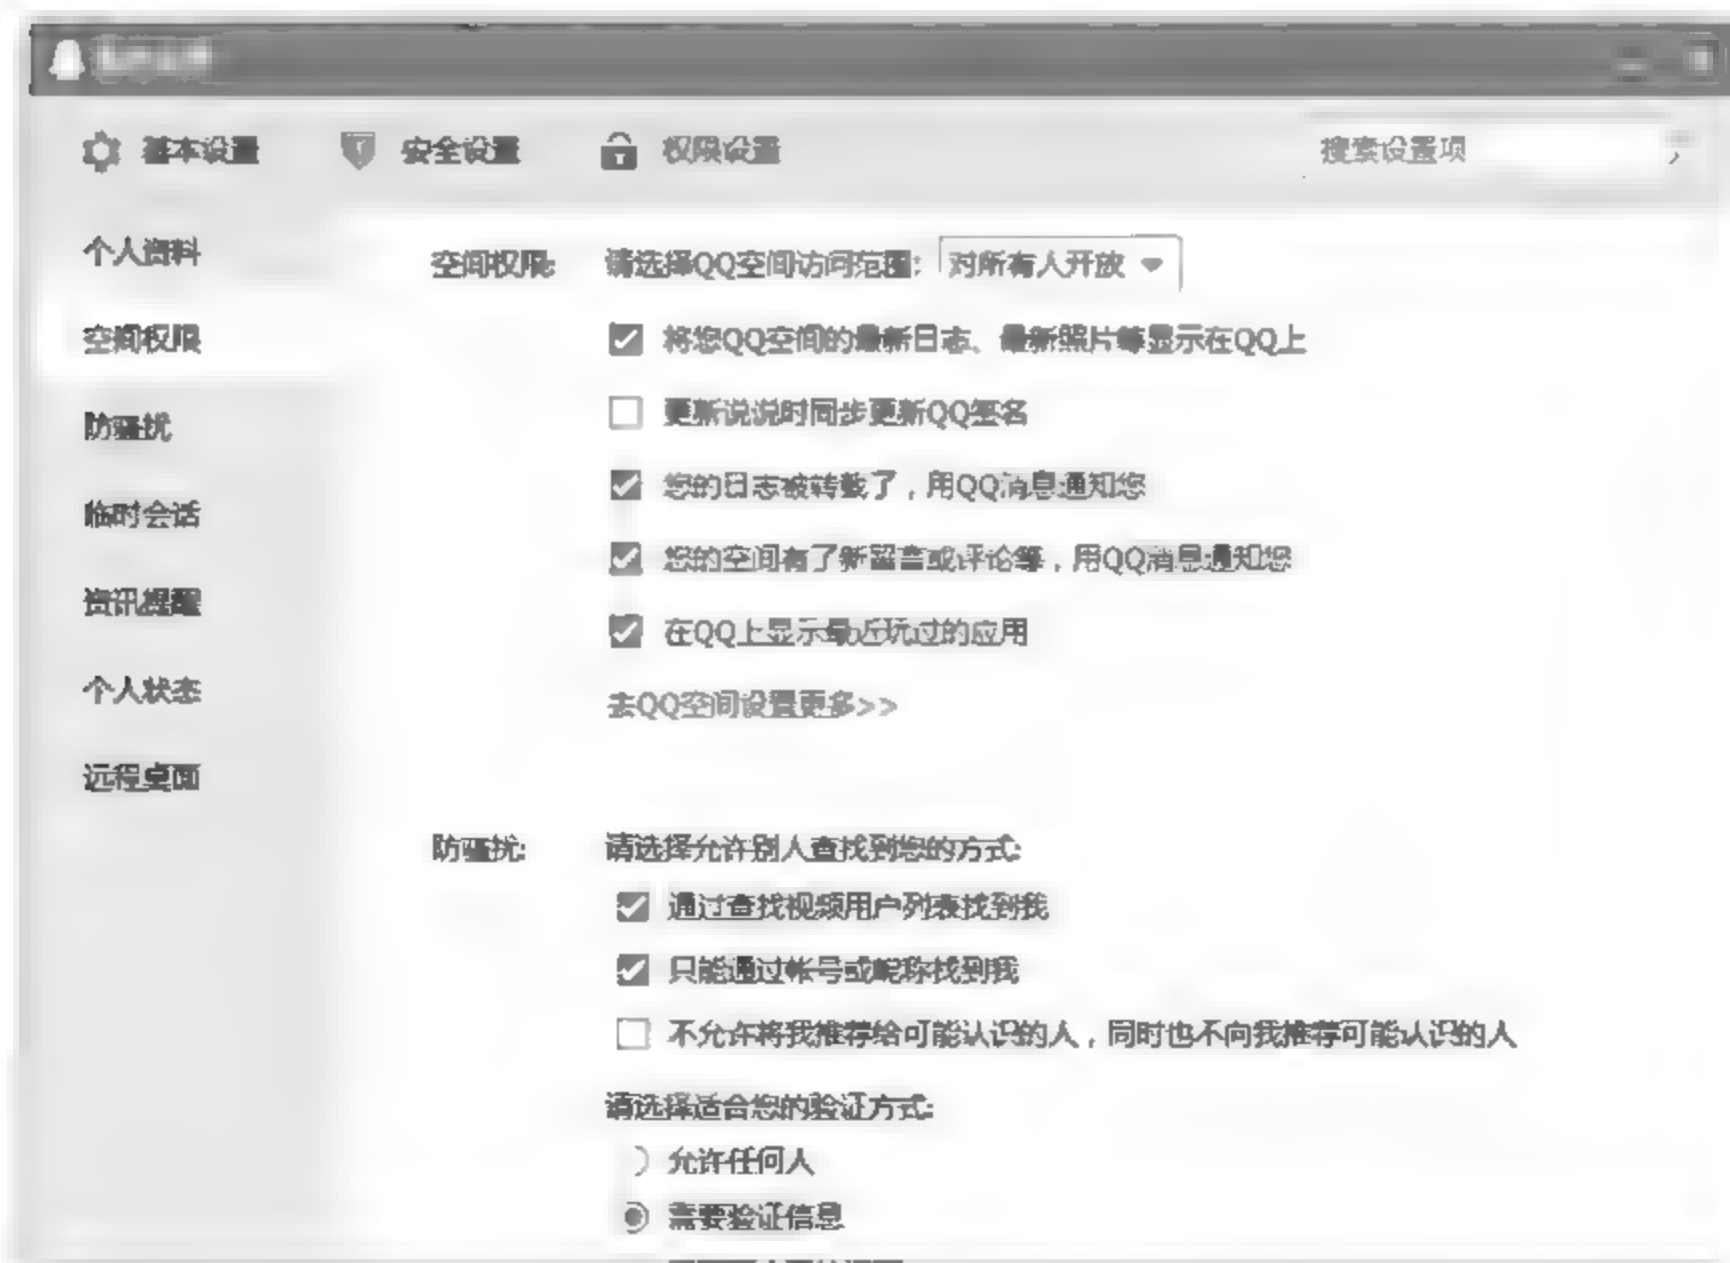 基本设置 安全设置 权限设置 搜索设置项
个人资料
空间权限
防骚扰
临时会话
资讯提醒
个人状态
远程桌面
空间权限: 请选择QQ空间访问范围: 对所有人开放
将您QQ空间的最新日志、最新照片等显示在QQ上
更新说说时同步更新QQ签名
您的日志被转载了，用QQ消息通知您
您的空间有了新留言或评论等，用QQ消息通知您
在QQ上显示最近玩过的应用
去QQ空间设置更多>>
防骚扰: 请选择允许别人查找到您的方式:
通过查找视频用户列表找到我
只能通过帐号或昵称找到我
不允许将我推荐给可能认识的人，同时也不向我推荐可能认识的人
请选择适合您的验证方式:
允许任何人
需要验证信息